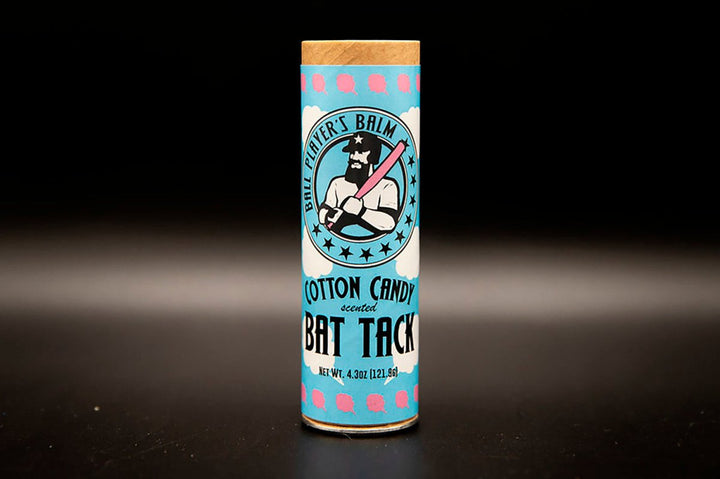 BALL PLAYER'S BALM
COTTON CANDY
scented
BAT TACK
NET WT. 4.3OZ (121.9G)